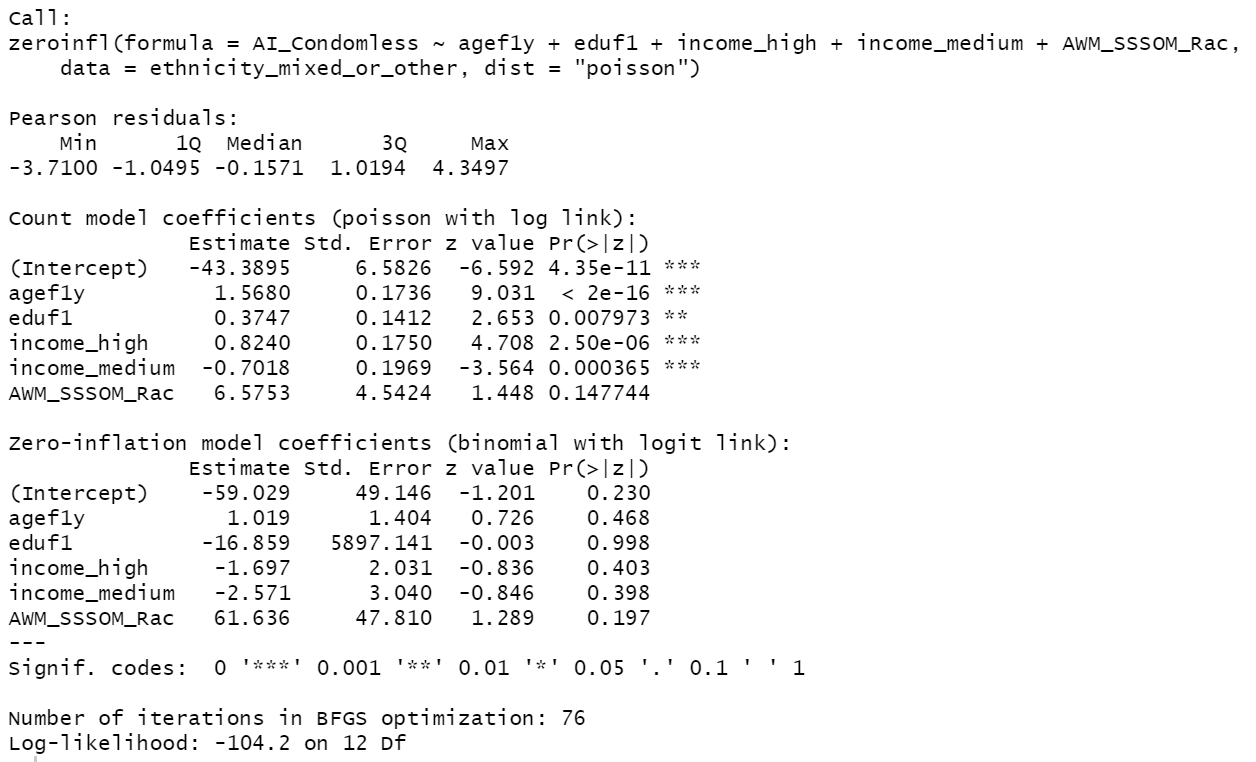 Call:
zeroinfl(formula = AI_Condomless ~ agef1y + eduf1 + income_high + income_medium + AWM_SSSOM_Rac,
    data = ethnicity_mixed_or_other, dist = "poisson")

Pearson residuals:
    Min      1Q  Median      3Q     Max
-3.7100 -1.0495 -0.1571  1.0194  4.3497

Count model coefficients (poisson with log link):
              Estimate Std. Error z value Pr(>|z|)
(Intercept)   -43.3895     6.5826  -6.592 4.35e-11 ***
agef1y          1.5680     0.1736   9.031  < 2e-16 ***
eduf1           0.3747     0.1412   2.653 0.007973 **
income_high     0.8240     0.1750   4.708 2.50e-06 ***
income_medium  -0.7018     0.1969  -3.564 0.000365 ***
AWM_SSSOM_Rac   6.5753     4.5424   1.448 0.147744

Zero-inflation model coefficients (binomial with logit link):
              Estimate Std. Error z value Pr(>|z|)
(Intercept)    -59.029     49.146  -1.201    0.230
agef1y           1.019      1.404   0.726    0.468
eduf1          -16.859   5897.141  -0.003    0.998
income_high     -1.697      2.031  -0.836    0.403
income_medium   -2.571      3.040  -0.846    0.398
AWM_SSSOM_Rac   61.636     47.810   1.289    0.197
---
Signif. codes:  0 '***' 0.001 '**' 0.01 '*' 0.05 '.' 0.1 ' ' 1

Number of iterations in BFGS optimization: 76
Log-likelihood: -104.2 on 12 Df